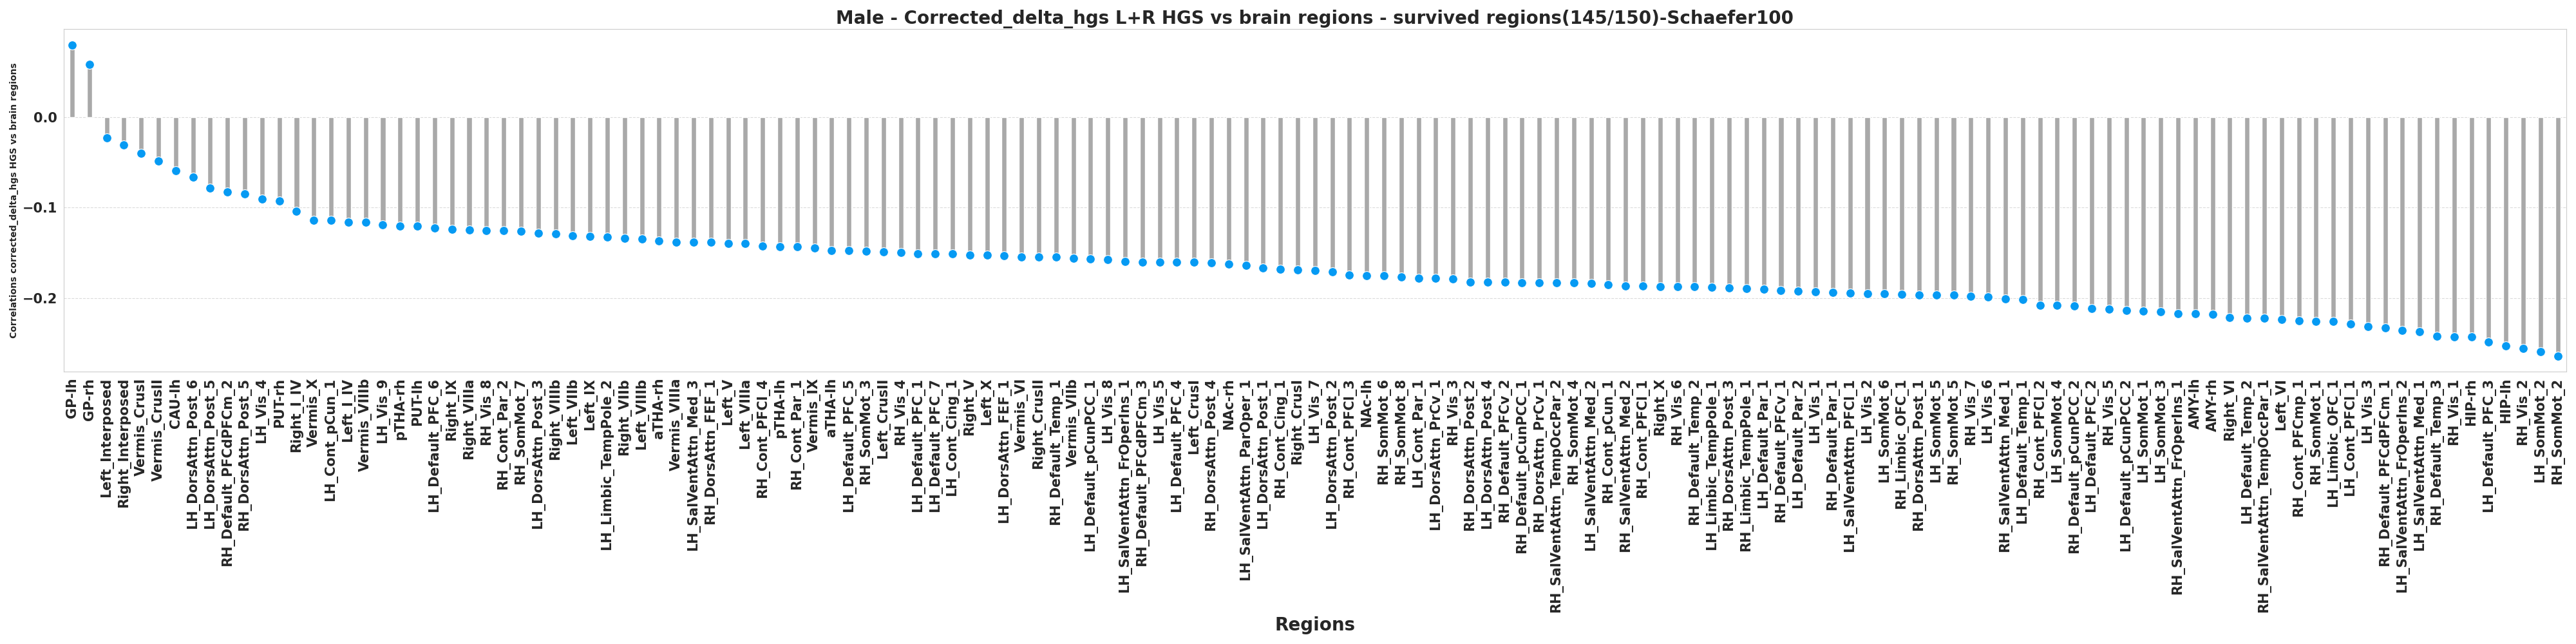 Male - Corrected_delta_hgs L+R HGS vs brain regions - survived regions(145/150)-Schaefer100
Correlations corrected_delta_hgs HGS vs brain regions
0.0
−0.1
−0.2
GP-lh
GP-rh
Left_Interposed
Right_Interposed
Vermis_CrusI
Vermis_CrusII
CAU-lh
LH_DorsAttn_Post_6
LH_DorsAttn_Post_5
RH_Default_PFCdPFCm_2
RH_DorsAttn_Post_5
LH_Vis_4
PUT-rh
Right_I_IV
Vermis_X
LH_Cont_pCun_1
Left_I_IV
Vermis_VIIIb
LH_Vis_9
pTHA-rh
PUT-lh
LH_Default_PFC_6
Right_IX
Right_VIIIa
RH_Vis_8
RH_Cont_Par_2
RH_SomMot_7
LH_DorsAttn_Post_3
Right_VIIIb
Left_VIIb
Left_IX
LH_Limbic_TempPole_2
Right_VIIb
Left_VIIIb
aTHA-rh
Vermis_VIIIa
LH_SalVentAttn_Med_3
RH_DorsAttn_FEF_1
Left_V
Left_VIIIa
RH_Cont_PFCl_4
pTHA-lh
RH_Cont_Par_1
Vermis_IX
aTHA-lh
LH_Default_PFC_5
RH_SomMot_3
Left_CrusII
RH_Vis_4
LH_Default_PFC_1
LH_Default_PFC_7
LH_Cont_Cing_1
Right_V
Left_X
LH_DorsAttn_FEF_1
Vermis_VI
Right_CrusII
RH_Default_Temp_1
Vermis_VIIb
LH_Default_pCunPCC_1
LH_Vis_8
LH_SalVentAttn_FrOperIns_1
RH_Default_PFCdPFCm_3
LH_Vis_5
LH_Default_PFC_4
Left_CrusI
RH_DorsAttn_Post_4
NAc-rh
LH_SalVentAttn_ParOper_1
LH_DorsAttn_Post_1
RH_Cont_Cing_1
Right_CrusI
LH_Vis_7
LH_DorsAttn_Post_2
RH_Cont_PFCl_3
NAc-lh
RH_SomMot_6
RH_SomMot_8
LH_Cont_Par_1
LH_DorsAttn_PrCv_1
RH_Vis_3
RH_DorsAttn_Post_2
LH_DorsAttn_Post_4
RH_Default_PFCv_2
RH_Default_pCunPCC_1
RH_DorsAttn_PrCv_1
RH_SalVentAttn_TempOccPar_2
RH_SomMot_4
LH_SalVentAttn_Med_2
RH_Cont_pCun_1
RH_SalVentAttn_Med_2
RH_Cont_PFCl_1
Right_X
RH_Vis_6
RH_Default_Temp_2
LH_Limbic_TempPole_1
RH_DorsAttn_Post_3
RH_Limbic_TempPole_1
LH_Default_Par_1
RH_Default_PFCv_1
LH_Default_Par_2
LH_Vis_1
RH_Default_Par_1
LH_SalVentAttn_PFCl_1
LH_Vis_2
LH_SomMot_6
RH_Limbic_OFC_1
RH_DorsAttn_Post_1
LH_SomMot_5
RH_SomMot_5
RH_Vis_7
LH_Vis_6
RH_SalVentAttn_Med_1
LH_Default_Temp_1
RH_Cont_PFCl_2
LH_SomMot_4
RH_Default_pCunPCC_2
LH_Default_PFC_2
RH_Vis_5
LH_Default_pCunPCC_2
LH_SomMot_1
LH_SomMot_3
RH_SalVentAttn_FrOperIns_1
AMY-lh
AMY-rh
Right_VI
LH_Default_Temp_2
RH_SalVentAttn_TempOccPar_1
Left_VI
RH_Cont_PFCmp_1
RH_SomMot_1
LH_Limbic_OFC_1
LH_Cont_PFCl_1
LH_Vis_3
RH_Default_PFCdPFCm_1
LH_SalVentAttn_FrOperIns_2
LH_SalVentAttn_Med_1
RH_Default_Temp_3
RH_Vis_1
HIP-rh
LH_Default_PFC_3
HIP-lh
RH_Vis_2
LH_SomMot_2
RH_SomMot_2
Regions